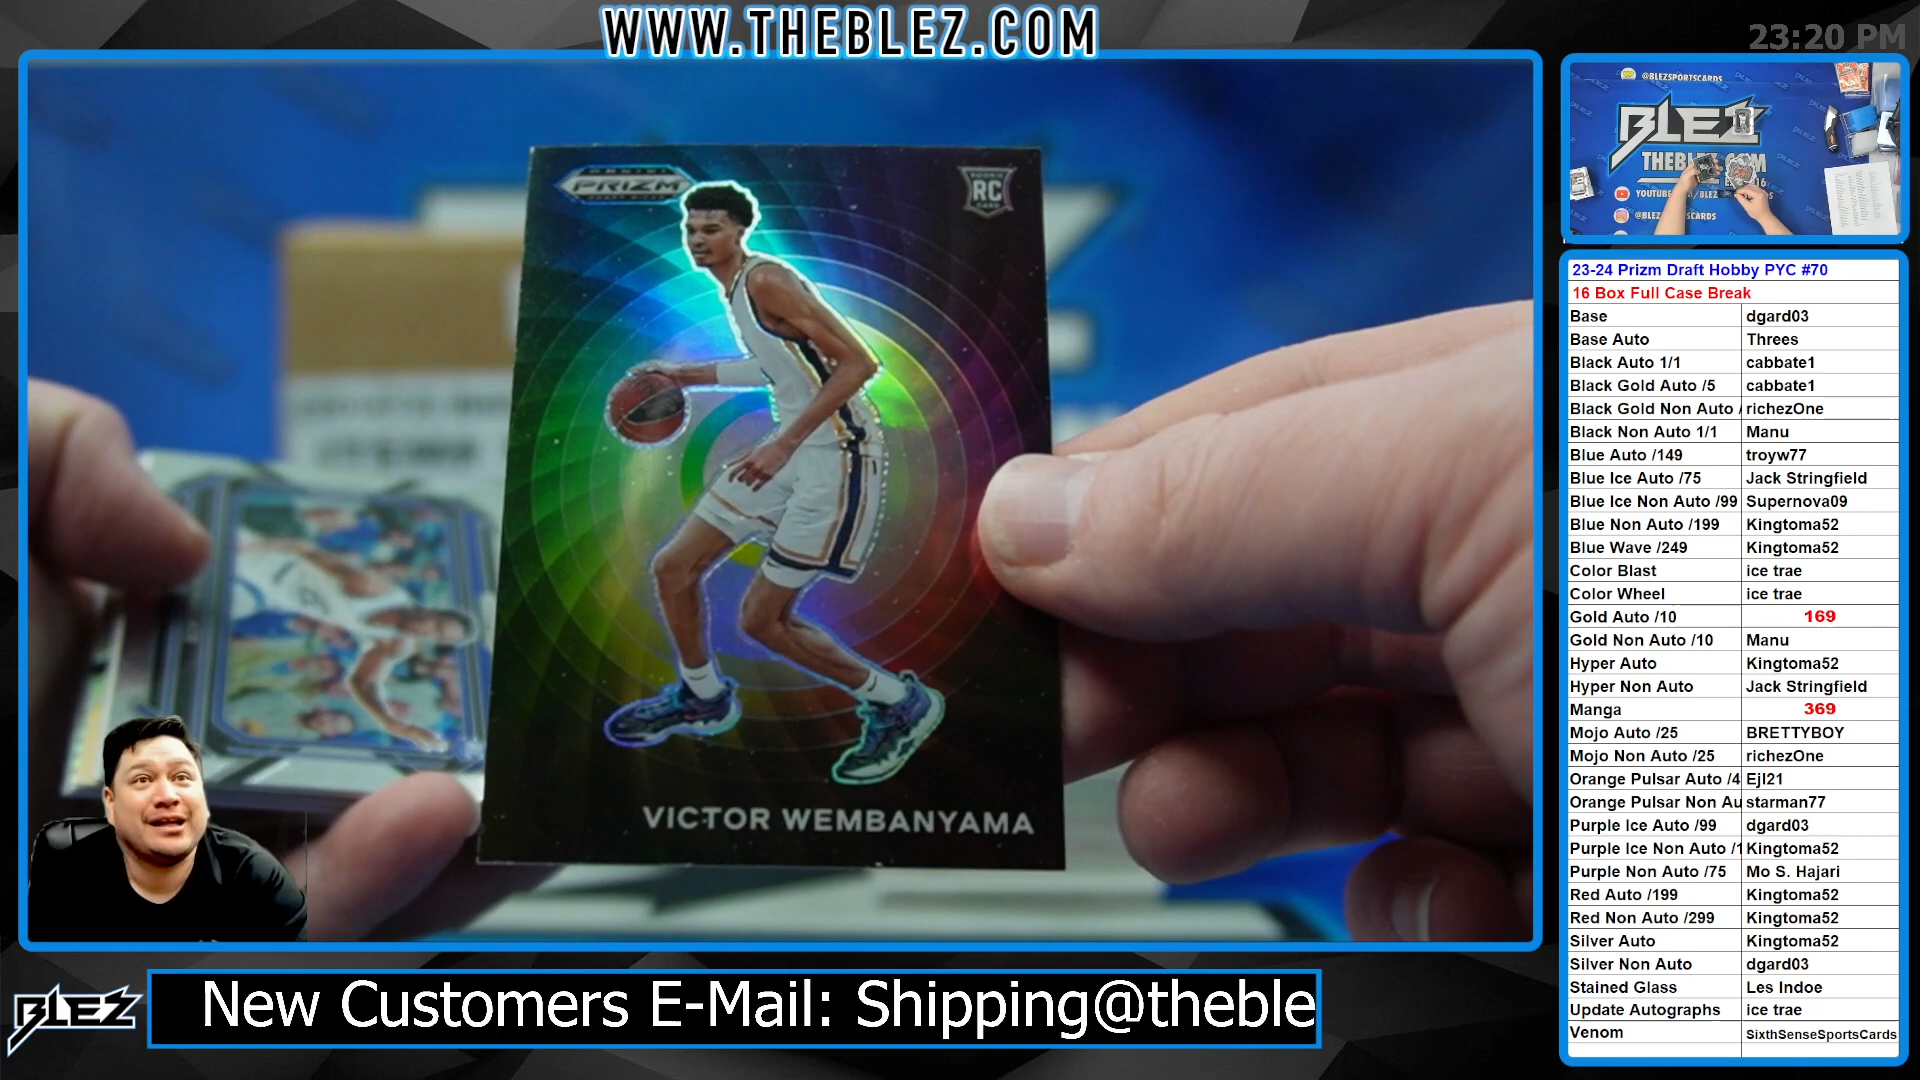 WWW.THEBLEZ.COM
23:20 PM
PANINI
PRIZM
DRAFT PICKS
ROOKIE
RC
CARD
VICTOR WEMBANYAMA
@BLEZSPORTSCARDS
BLEZ
23-24 Prizm Draft Hobby PYC #70
16 Box Full Case Break
Base dgard03
Base Auto Threes
Black Auto 1/1 cabbate1
Black Gold Auto /5 cabbate1
Black Gold Non Auto / richezOne
Black Non Auto 1/1 Manu
Blue Auto /149 troyw77
Blue Ice Auto /75 Jack Stringfield
Blue Ice Non Auto /99 Supernova09
Blue Non Auto /199 Kingtoma52
Blue Wave /249 Kingtoma52
Color Blast ice trae
Color Wheel ice trae
Gold Auto /10 169
Gold Non Auto /10 Manu
Hyper Auto Kingtoma52
Hyper Non Auto Jack Stringfield
Manga 369
Mojo Auto /25 BRETTYBOY
Mojo Non Auto /25 richezOne
Orange Pulsar Auto /4 Ejl21
Orange Pulsar Non Au starman77
Purple Ice Auto /99 dgard03
Purple Ice Non Auto /1 Kingtoma52
Purple Non Auto /75 Mo S. Hajari
Red Auto /199 Kingtoma52
Red Non Auto /299 Kingtoma52
Silver Auto Kingtoma52
Silver Non Auto dgard03
Stained Glass Les Indoe
Update Autographs ice trae
Venom SixthSenseSportsCards
BLEZ
New Customers E-Mail: Shipping@theble